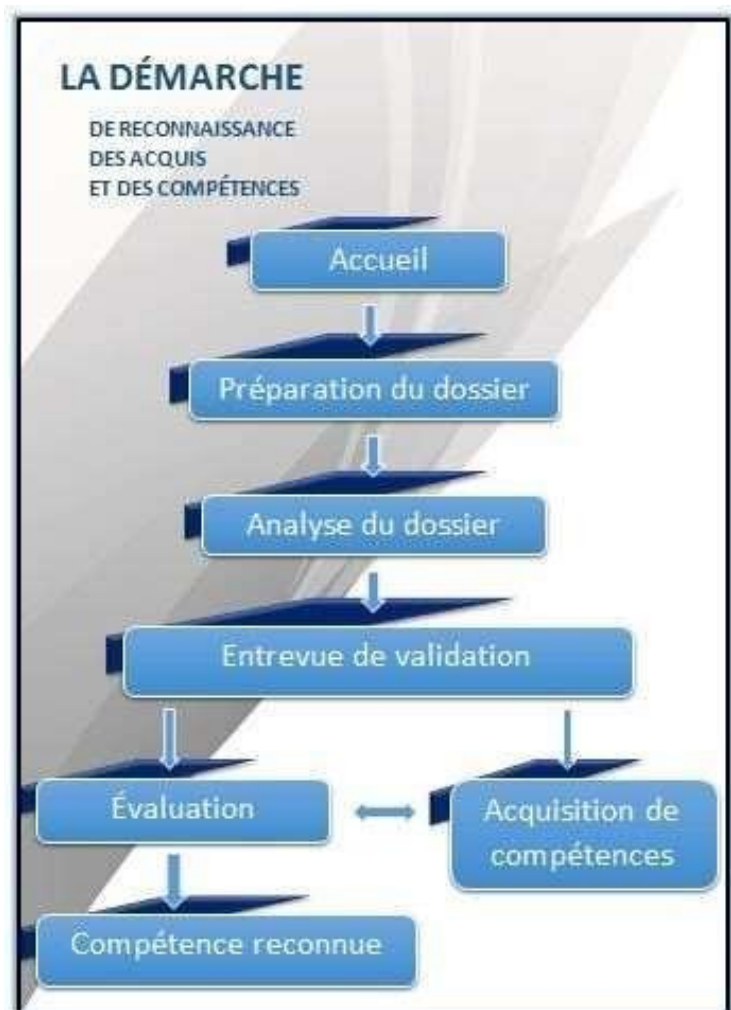 LA DÉMARCHE
DE RECONNAISSANCE
DES ACQUIS
ET DES COMPÉTENCES
Accueil
Préparation du dossier
Analyse du dossier
Entrevue de validation
Évaluation
Acquisition de
compétences
Compétence reconnue